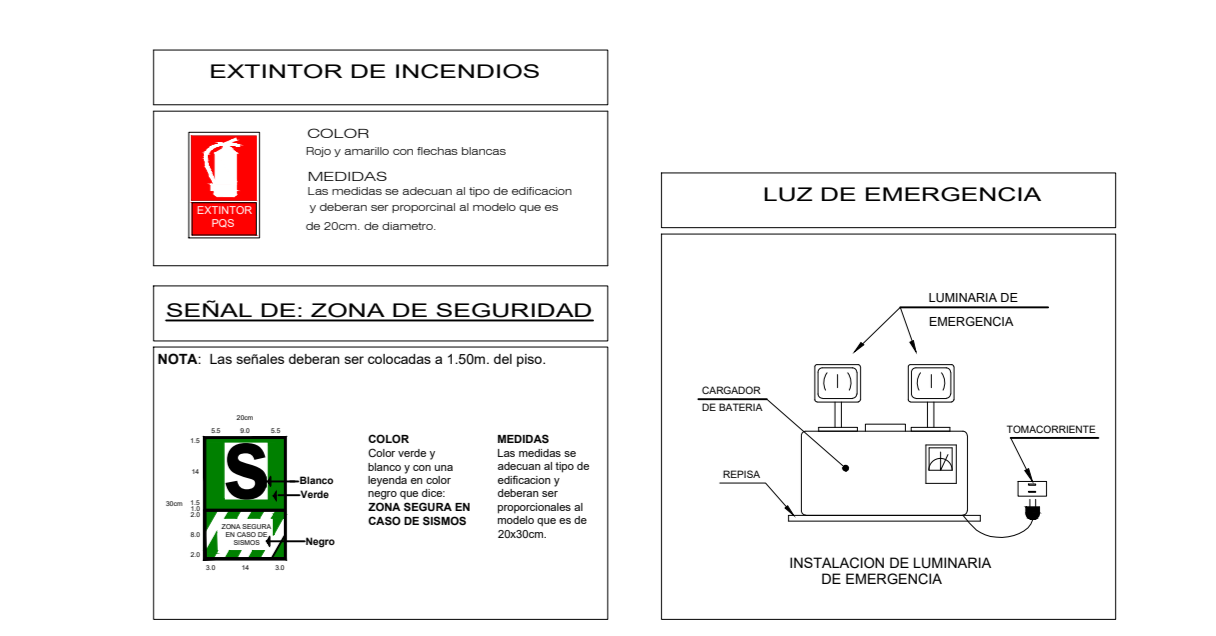 EXTINTOR DE INCENDIOS
EXTINTOR
PQS
COLOR
Rojo y amarillo con flechas blancas
MEDIDAS
Las medidas se adecuan al tipo de edificacion
y deberan ser proporcinal al modelo que es
de 20cm. de diametro.
SEÑAL DE: ZONA DE SEGURIDAD
NOTA: Las señales deberan ser colocadas a 1.50m. del piso.
20cm
5.5 9.0 5.5
1.5
14
30cm
1.5
1.0
2.0
8.0
2.0
3.0 14 3.0
S
Blanco
Verde
ZONA SEGURA
EN CASO DE
SISMOS
Negro
COLOR
Color verde y
blanco y con una
leyenda en color
negro que dice:
ZONA SEGURA EN
CASO DE SISMOS
MEDIDAS
Las medidas se
adecuan al tipo de
edificacion y
deberan ser
proporcionales al
modelo que es de
20x30cm.
LUZ DE EMERGENCIA
LUMINARIA DE
EMERGENCIA
CARGADOR
DE BATERIA
TOMACORRIENTE
REPISA
INSTALACION DE LUMINARIA
DE EMERGENCIA